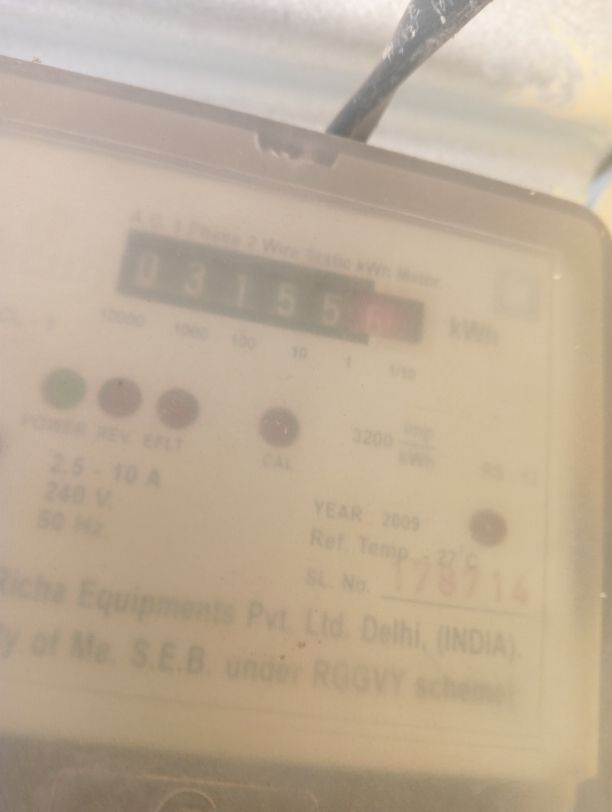 A.C. 1 Phase 2 Wire Static kWh Meter
0 3 1 5 5 kWh
10000 1000 100 10 1 1/10
POWER REV EFLT CAL
3200 imp/kWh
2.5 - 10 A
240 V.
50 Hz.
YEAR : 2009
Ref. Temp. - 27°C
SL. No. 178714
Richa Equipments Pvt. Ltd. Delhi, (INDIA).
of Me. S.E.B. under RGGVY scheme